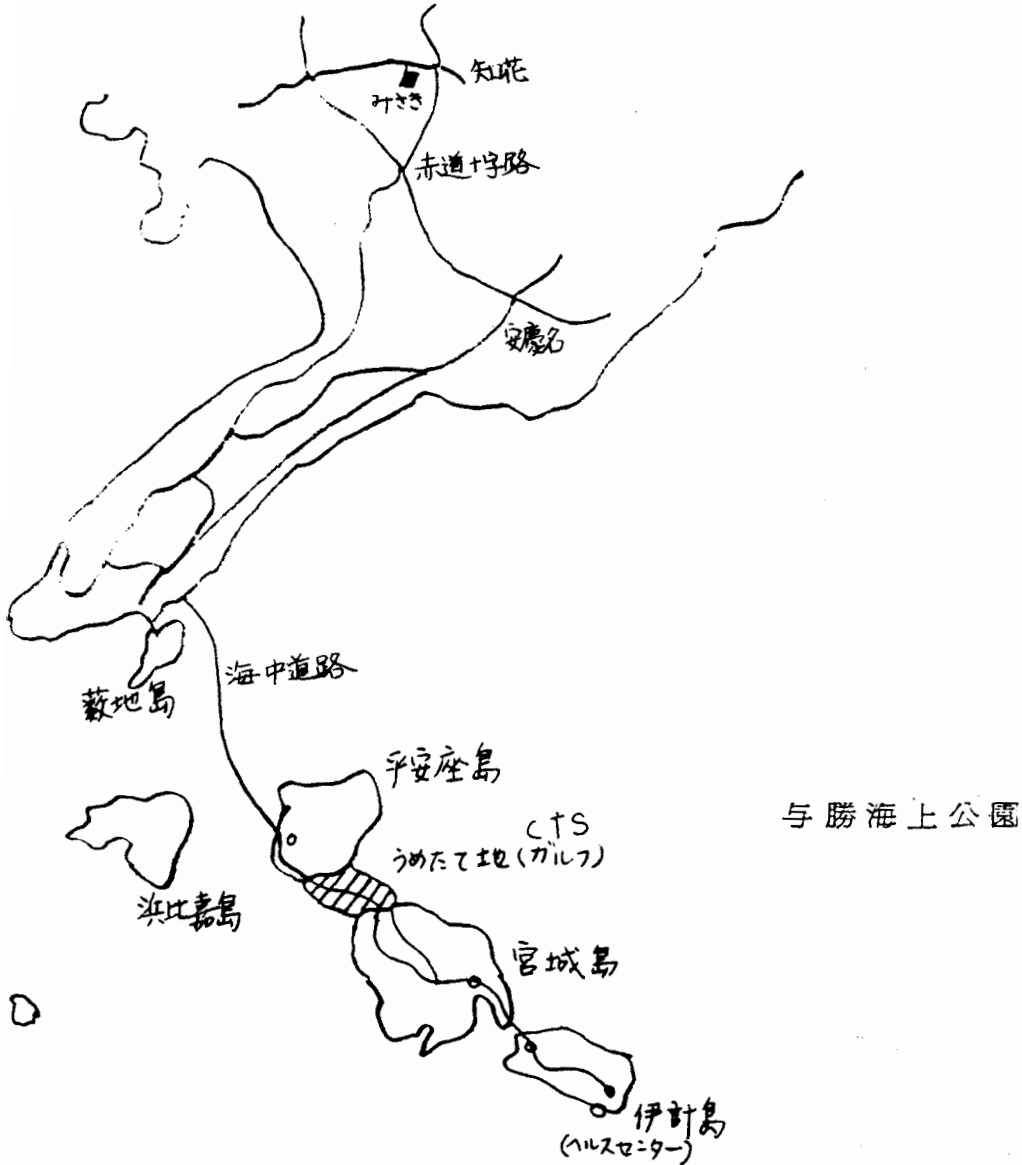 知花
みさき
赤道十字路
安慶名
海中道路
藪地島
平安座島
CTS
うめたて地(ガルフ)
与勝海上公園
浜比嘉島
宮城島
伊計島
(ヘルスセンター)